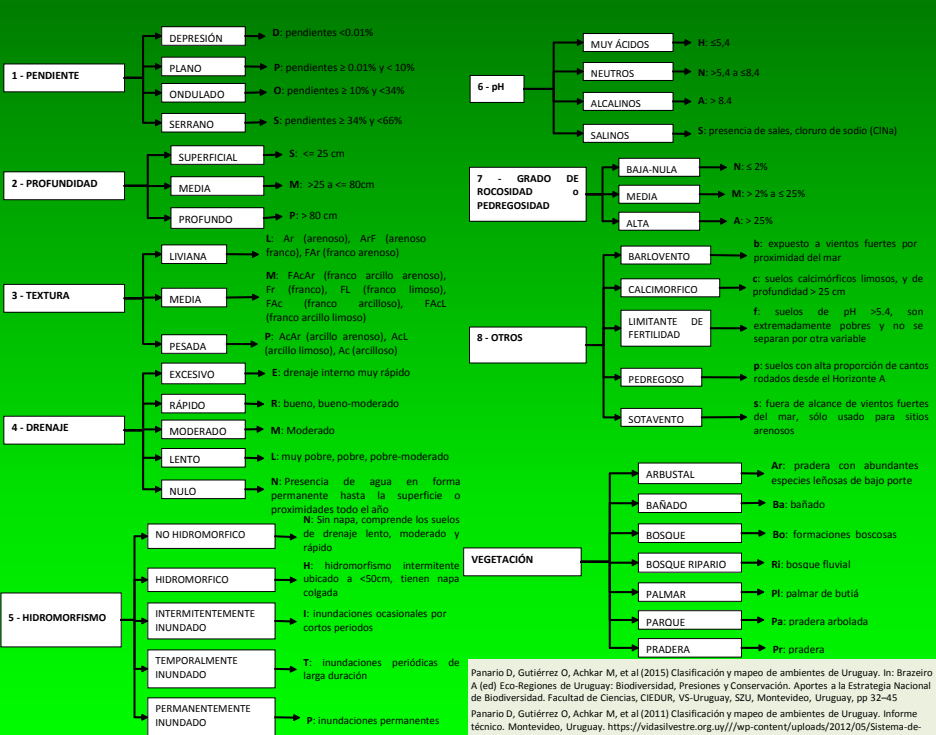 1 - PENDIENTE
DEPRESIÓN
D: pendientes <0.01%
PLANO
P: pendientes ≥ 0.01% y < 10%
ONDULADO
O: pendientes ≥ 10% y <34%
SERRANO
S: pendientes ≥ 34% y <66%
2 - PROFUNDIDAD
SUPERFICIAL
S: <= 25 cm
MEDIA
M: >25 a <= 80cm
PROFUNDO
P: > 80 cm
3 - TEXTURA
LIVIANA
L: Ar (arenoso), ArF (arenoso
franco), FAr (franco arenoso)
MEDIA
M: FAcAr (franco arcillo arenoso),
Fr (franco), FL (franco limoso),
FAc (franco arcilloso), FAcL
(franco arcillo limoso)
PESADA
P: AcAr (arcillo arenoso), AcL
(arcillo limoso), Ac (arcilloso)
4 - DRENAJE
EXCESIVO
E: drenaje interno muy rápido
RÁPIDO
R: bueno, bueno-moderado
MODERADO
M: Moderado
LENTO
L: muy pobre, pobre, pobre-moderado
NULO
N: Presencia de agua en forma
permanente hasta la superficie o
proximidades todo el año
5 - HIDROMORFISMO
NO HIDROMORFICO
N: Sin napa, comprende los suelos
de drenaje lento, moderado y
rápido
HIDROMORFICO
H: hidromorfismo intermitente
ubicado a <50cm, tienen napa
colgada
INTERMITENTEMENTE
INUNDADO
I: inundaciones ocasionales por
cortos periodos
TEMPORALMENTE
INUNDADO
T: inundaciones periódicas de
larga duración
PERMANENTEMENTE
INUNDADO
P: inundaciones permanentes
6 - pH
MUY ÁCIDOS
H: ≤5,4
NEUTROS
N: >5,4 a ≤8,4
ALCALINOS
A: > 8.4
SALINOS
S: presencia de sales, cloruro de sodio (ClNa)
7 - GRADO DE
ROCOSIDAD o
PEDREGOSIDAD
BAJA-NULA
N: ≤ 2%
MEDIA
M: > 2% a ≤ 25%
ALTA
A: > 25%
8 - OTROS
BARLOVENTO
b: expuesto a vientos fuertes por
proximidad del mar
CALCIMORFICO
c: suelos calcimórficos limosos, y de
profundidad > 25 cm
LIMITANTE DE
FERTILIDAD
f: suelos de pH >5.4, son
extremadamente pobres y no se
separan por otra variable
PEDREGOSO
p: suelos con alta proporción de cantos
rodados desde el Horizonte A
SOTAVENTO
s: fuera de alcance de vientos fuertes
del mar, sólo usado para sitios
arenosos
VEGETACIÓN
ARBUSTAL
Ar: pradera con abundantes
especies leñosas de bajo porte
BAÑADO
Ba: bañado
BOSQUE
Bo: formaciones boscosas
BOSQUE RIPARIO
Ri: bosque fluvial
PALMAR
Pl: palmar de butiá
PARQUE
Pa: pradera arbolada
PRADERA
Pr: pradera
Panario D, Gutiérrez O, Achkar M, et al (2015) Clasificación y mapeo de ambientes de Uruguay. In: Brazeiro
A (ed) Eco-Regiones de Uruguay: Biodiversidad, Presiones y Conservación. Aportes a la Estrategia Nacional
de Biodiversidad. Facultad de Ciencias, CIEDUR, VS-Uruguay, SZU, Montevideo, Uruguay, pp 32–45
Panario D, Gutiérrez O, Achkar M, et al (2011) Clasificación y mapeo de ambientes de Uruguay. Informe
técnico. Montevideo, Uruguay. https://vidasilvestre.org.uy///wp-content/uploads/2012/05/Sistema-de-